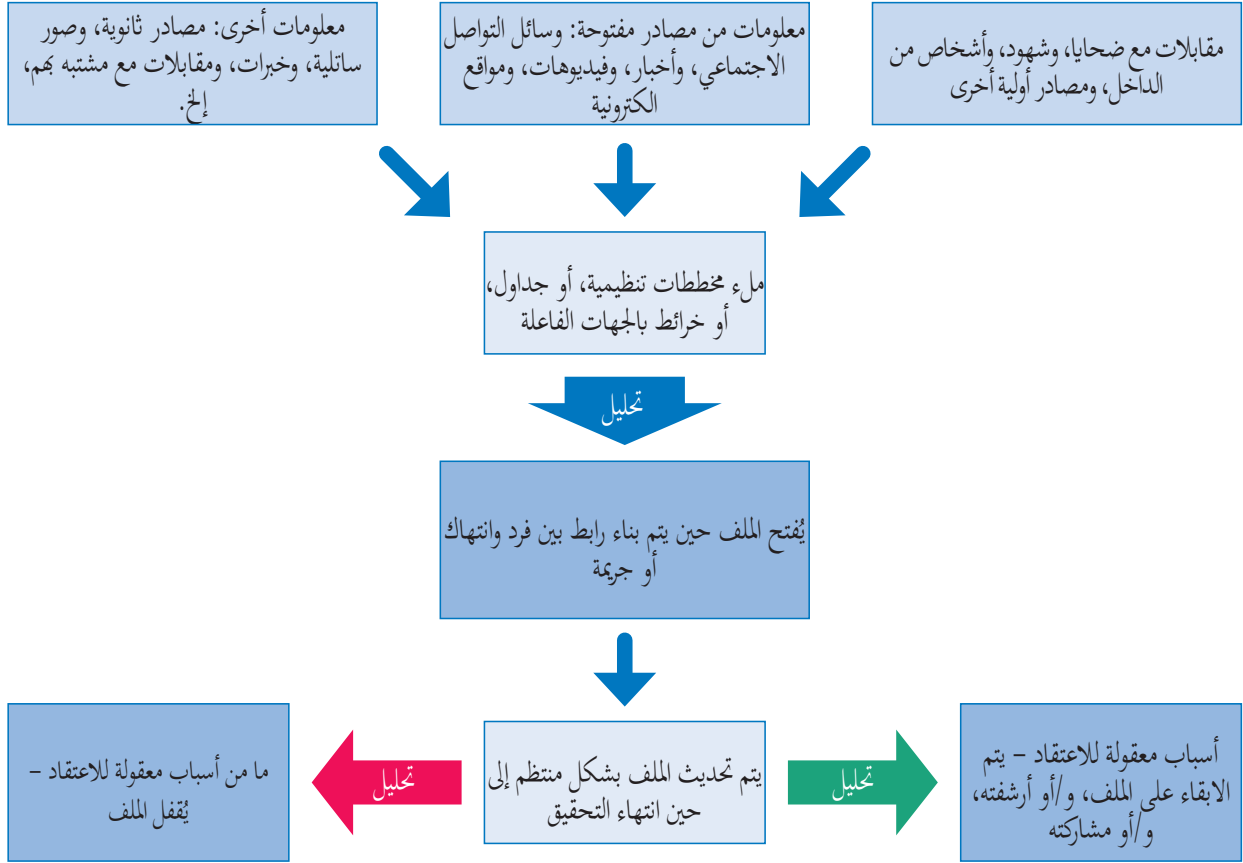 مقابلات مع ضحايا، وشهود، وأشخاص من
الداخل، ومصادر أولية أخرى
معلومات من مصادر مفتوحة: وسائل التواصل
الاجتماعي، وأخبار، وفيديوهات، ومواقع
الكترونية
معلومات أخرى: مصادر ثانوية، وصور
ساتلية، وخبرات، ومقابلات مع مشتبه بهم،
إلخ.
ملء مخططات تنظيمية، أو جداول،
أو خرائط بالجهات الفاعلة
تحليل
يُفتح الملف حين يتم بناء رابط بين فرد وانتهاك
أو جريمة
أسباب معقولة للاعتقاد – يتم
الابقاء على الملف، و/أو أرشفته،
و/أو مشاركته
تحليل
يتم تحديث الملف بشكل منتظم إلى
حين انتهاء التحقيق
تحليل
ما من أسباب معقولة للاعتقاد –
يُقفل الملف